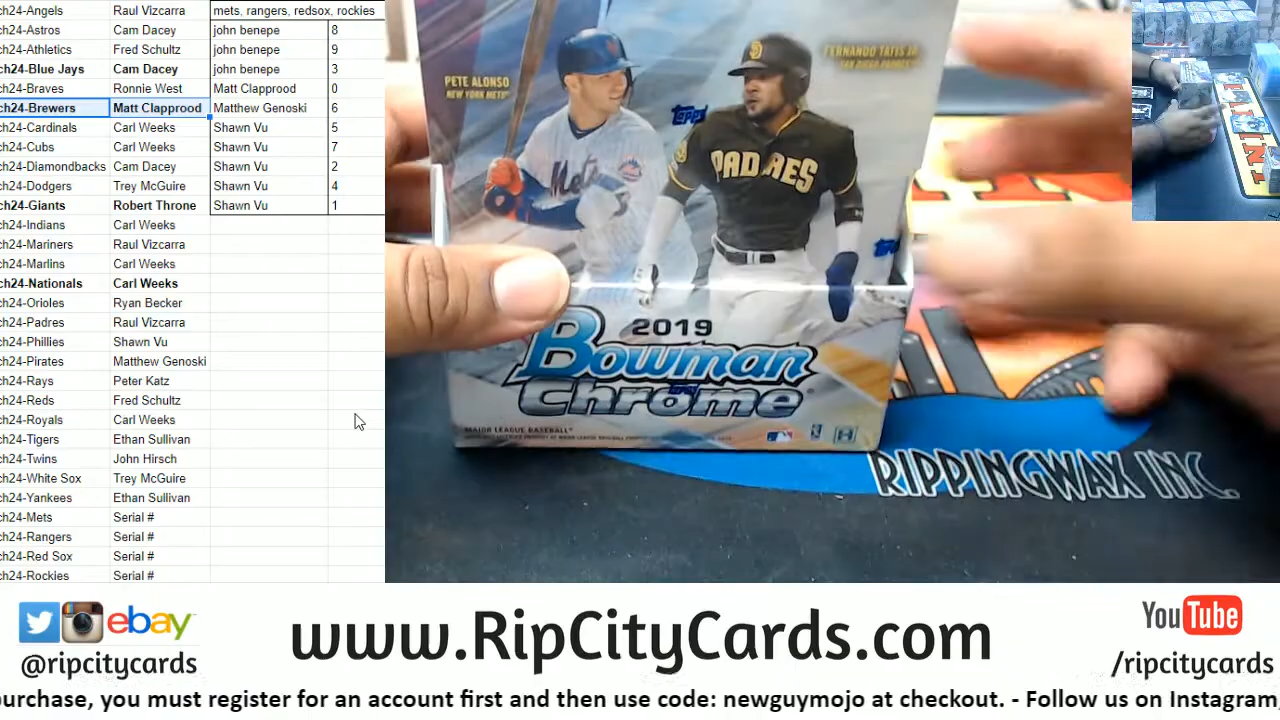 ch24-Angels Raul Vizcarra mets, rangers, redsox, rockies
ch24-Astros Cam Dacey john benepe 8
ch24-Athletics Fred Schultz john benepe 9
ch24-Blue Jays Cam Dacey john benepe 3
ch24-Braves Ronnie West Matt Clapprood 0
ch24-Brewers Matt Clapprood Matthew Genoski 6
ch24-Cardinals Carl Weeks Shawn Vu 5
ch24-Cubs Carl Weeks Shawn Vu 7
ch24-Diamondbacks Cam Dacey Shawn Vu 2
ch24-Dodgers Trey McGuire Shawn Vu 4
ch24-Giants Robert Throne Shawn Vu 1
ch24-Indians Carl Weeks
ch24-Mariners Raul Vizcarra
ch24-Marlins Carl Weeks
ch24-Nationals Carl Weeks
ch24-Orioles Ryan Becker
ch24-Padres Raul Vizcarra
ch24-Phillies Shawn Vu
ch24-Pirates Matthew Genoski
ch24-Rays Peter Katz
ch24-Reds Fred Schultz
ch24-Royals Carl Weeks
ch24-Tigers Ethan Sullivan
ch24-Twins John Hirsch
ch24-White Sox Trey McGuire
ch24-Yankees Ethan Sullivan
ch24-Mets Serial #
ch24-Rangers Serial #
ch24-Red Sox Serial #
ch24-Rockies Serial #
PETE ALONSO
NEW YORK METS
FERNANDO TATIS JR.
SAN DIEGO PADRES
Topps
Mets
PADRES
2019
Bowman
Chrome
MAJOR LEAGUE BASEBALL
RIPPINGWAX INC.
ebay
@ripcitycards
www.RipCityCards.com
YouTube
/ripcitycards
purchase, you must register for an account first and then use code: newguymojo at checkout. - Follow us on Instagram,